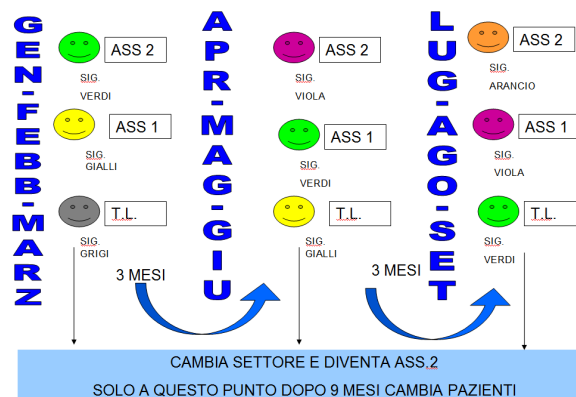 GEN-FEBB-MARZ
ASS 2
SIG.
VERDI
ASS 1
SIG.
GIALLI
T.L.
SIG.
GRIGI
3 MESI
APR-MAG-GIU
ASS 2
SIG.
VIOLA
ASS 1
SIG.
VERDI
T.L.
SIG.
GIALLI
3 MESI
LUG-AGO-SET
ASS 2
SIG.
ARANCIO
ASS 1
SIG.
VIOLA
T.L.
SIG.
VERDI
CAMBIA SETTORE E DIVENTA ASS.2
SOLO A QUESTO PUNTO DOPO 9 MESI CAMBIA PAZIENTI